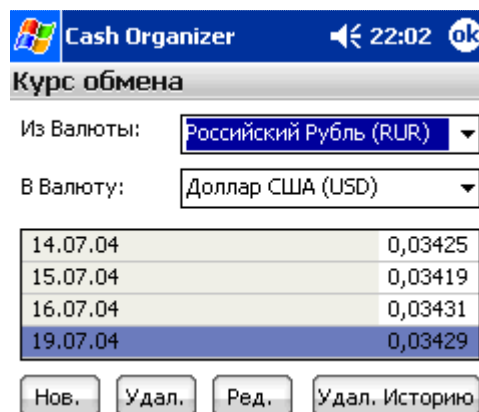 Cash Organizer 22:02 ok
Курс обмена
Из Валюты: Российский Рубль (RUR)
В Валюту: Доллар США (USD)
14.07.04 0,03425
15.07.04 0,03419
16.07.04 0,03431
19.07.04 0,03429
Нов. Удал. Ред. Удал. Историю